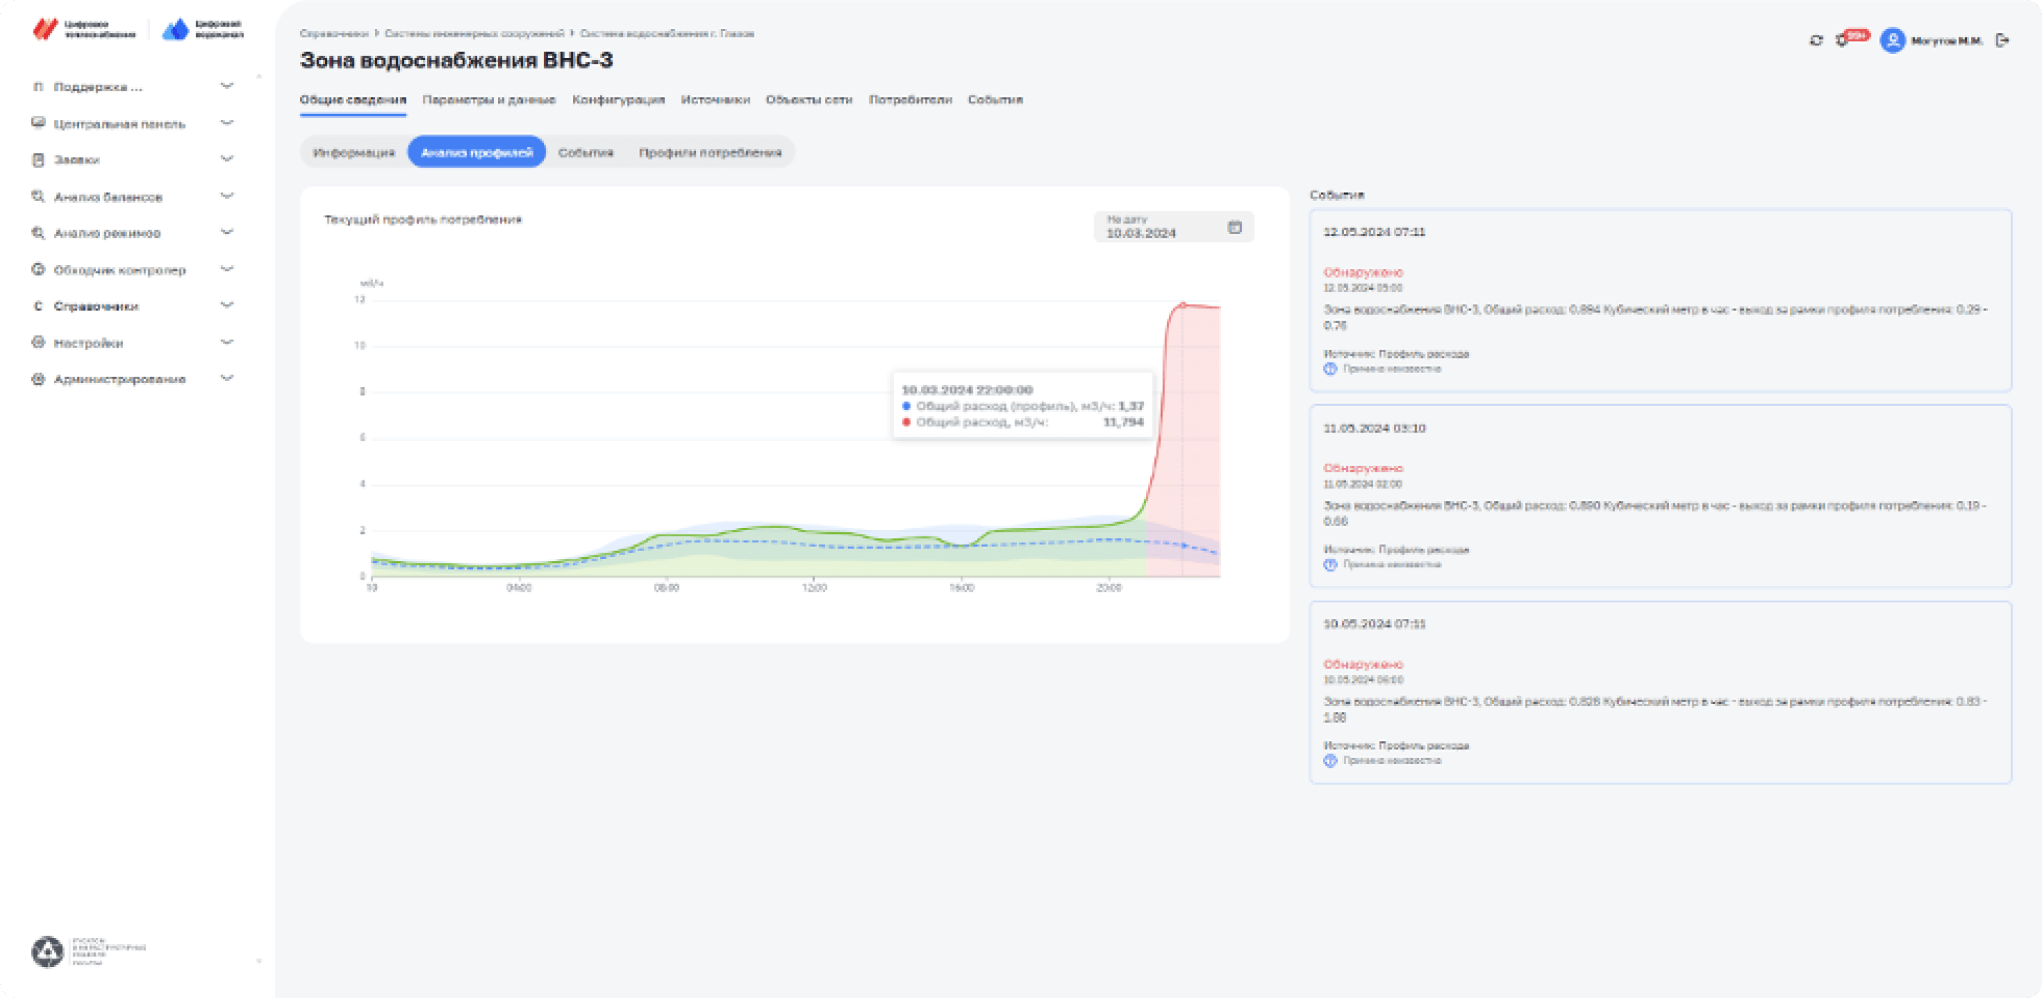 Цифровое
теплоснабжение
Цифровой
водоканал
П Поддержка ...
Центральная панель
Заявки
Анализ балансов
Анализ режимов
Обходчик контролер
С Справочники
Настройки
Администрирование
Справочники
Системы инженерных сооружений
Система водоснабжения г. Глазов
Зона водоснабжения ВНС-3
99+
Могутов М.М.
Общие сведения
Параметры и данные
Конфигурация
Источники
Объекты сети
Потребители
События
Информация
Анализ профилей
События
Профили потребления
Текущий профиль потребления
На дату
10.03.2024
м3/ч
12
10
8
6
4
2
0
10.03.2024 22:00:00
Общий расход (профиль), м3/ч: 1,37
Общий расход, м3/ч: 11,794
10
04:00
08:00
12:00
16:00
20:00
События
12.05.2024 07:11
Обнаружено
12.05.2024 05:00
Зона водоснабжения ВНС-3, Общий расход: 0.894 Кубический метр в час - выход за рамки профиля потребления: 0.29 -
0.76
Источник: Профиль расхода
Причина неизвестна
11.05.2024 03:10
Обнаружено
11.05.2024 02:00
Зона водоснабжения ВНС-3, Общий расход: 0.890 Кубический метр в час - выход за рамки профиля потребления: 0.19 -
0.66
Источник: Профиль расхода
Причина неизвестна
10.05.2024 07:11
Обнаружено
10.05.2024 06:00
Зона водоснабжения ВНС-3, Общий расход: 0.828 Кубический метр в час - выход за рамки профиля потребления: 0.83 -
1.88
Источник: Профиль расхода
Причина неизвестна